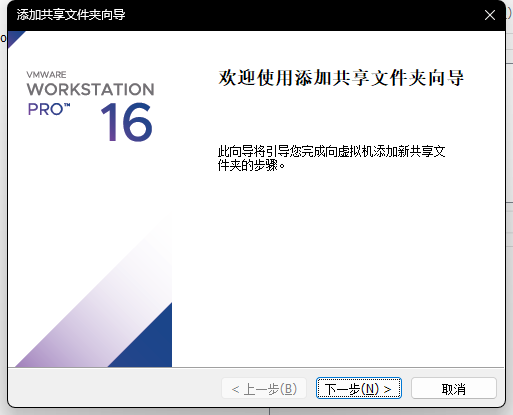 添加共享文件夹向导
VMWARE
WORKSTATION
PRO™ 16
欢迎使用添加共享文件夹向导
此向导将引导您完成向虚拟机添加新共享文
件夹的步骤。
< 上一步(B)
下一步(N) >
取消